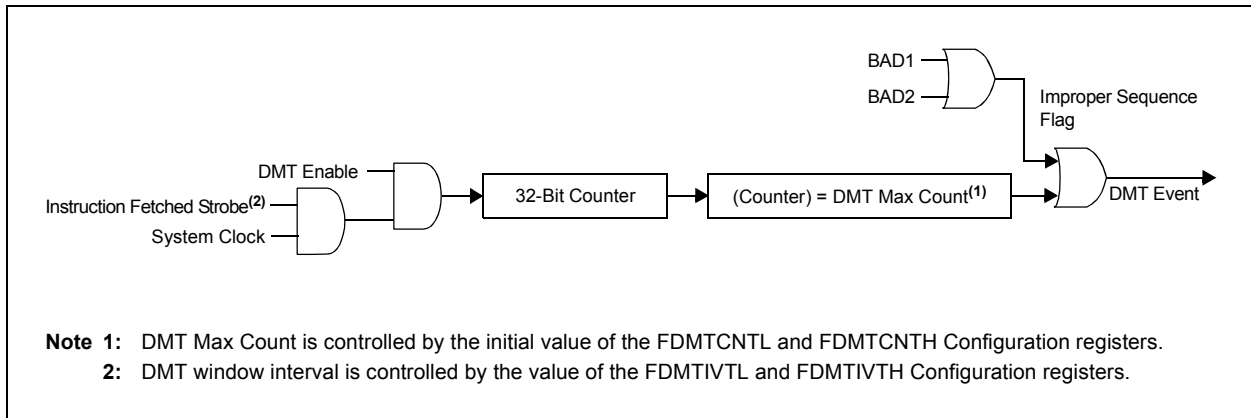 BAD1
BAD2
Improper Sequence
Flag
DMT Enable
Instruction Fetched Strobe(2)
System Clock
32-Bit Counter
(Counter) = DMT Max Count(1)
DMT Event
Note 1: DMT Max Count is controlled by the initial value of the FDMTCNTL and FDMTCNTH Configuration registers.
2: DMT window interval is controlled by the value of the FDMTIVTL and FDMTIVTH Configuration registers.